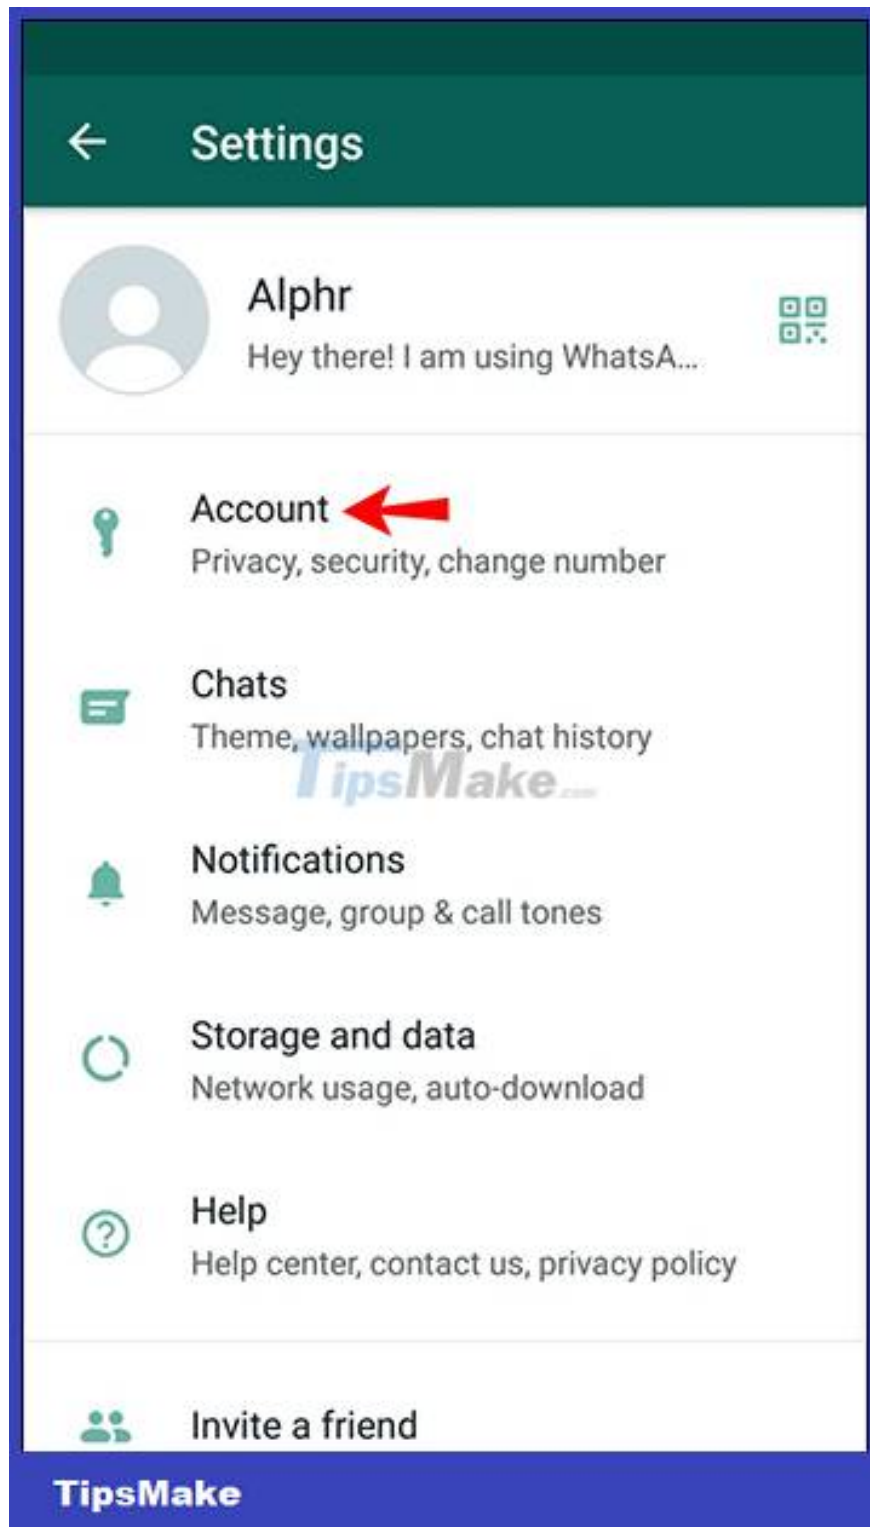 Settings
Alphr
Hey there! I am using WhatsA...
Account
Privacy, security, change number
Chats
Theme, wallpapers, chat history
TipsMake.com
Notifications
Message, group & call tones
Storage and data
Network usage, auto-download
Help
Help center, contact us, privacy policy
Invite a friend
TipsMake